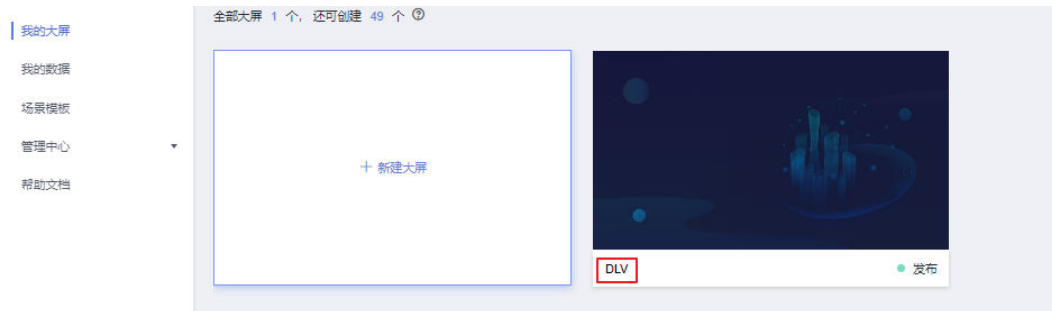 我的大屏
我的数据
场景模板
管理中心
帮助文档
全部大屏 1 个, 还可创建 49 个 ?
+ 新建大屏
DLV
发布